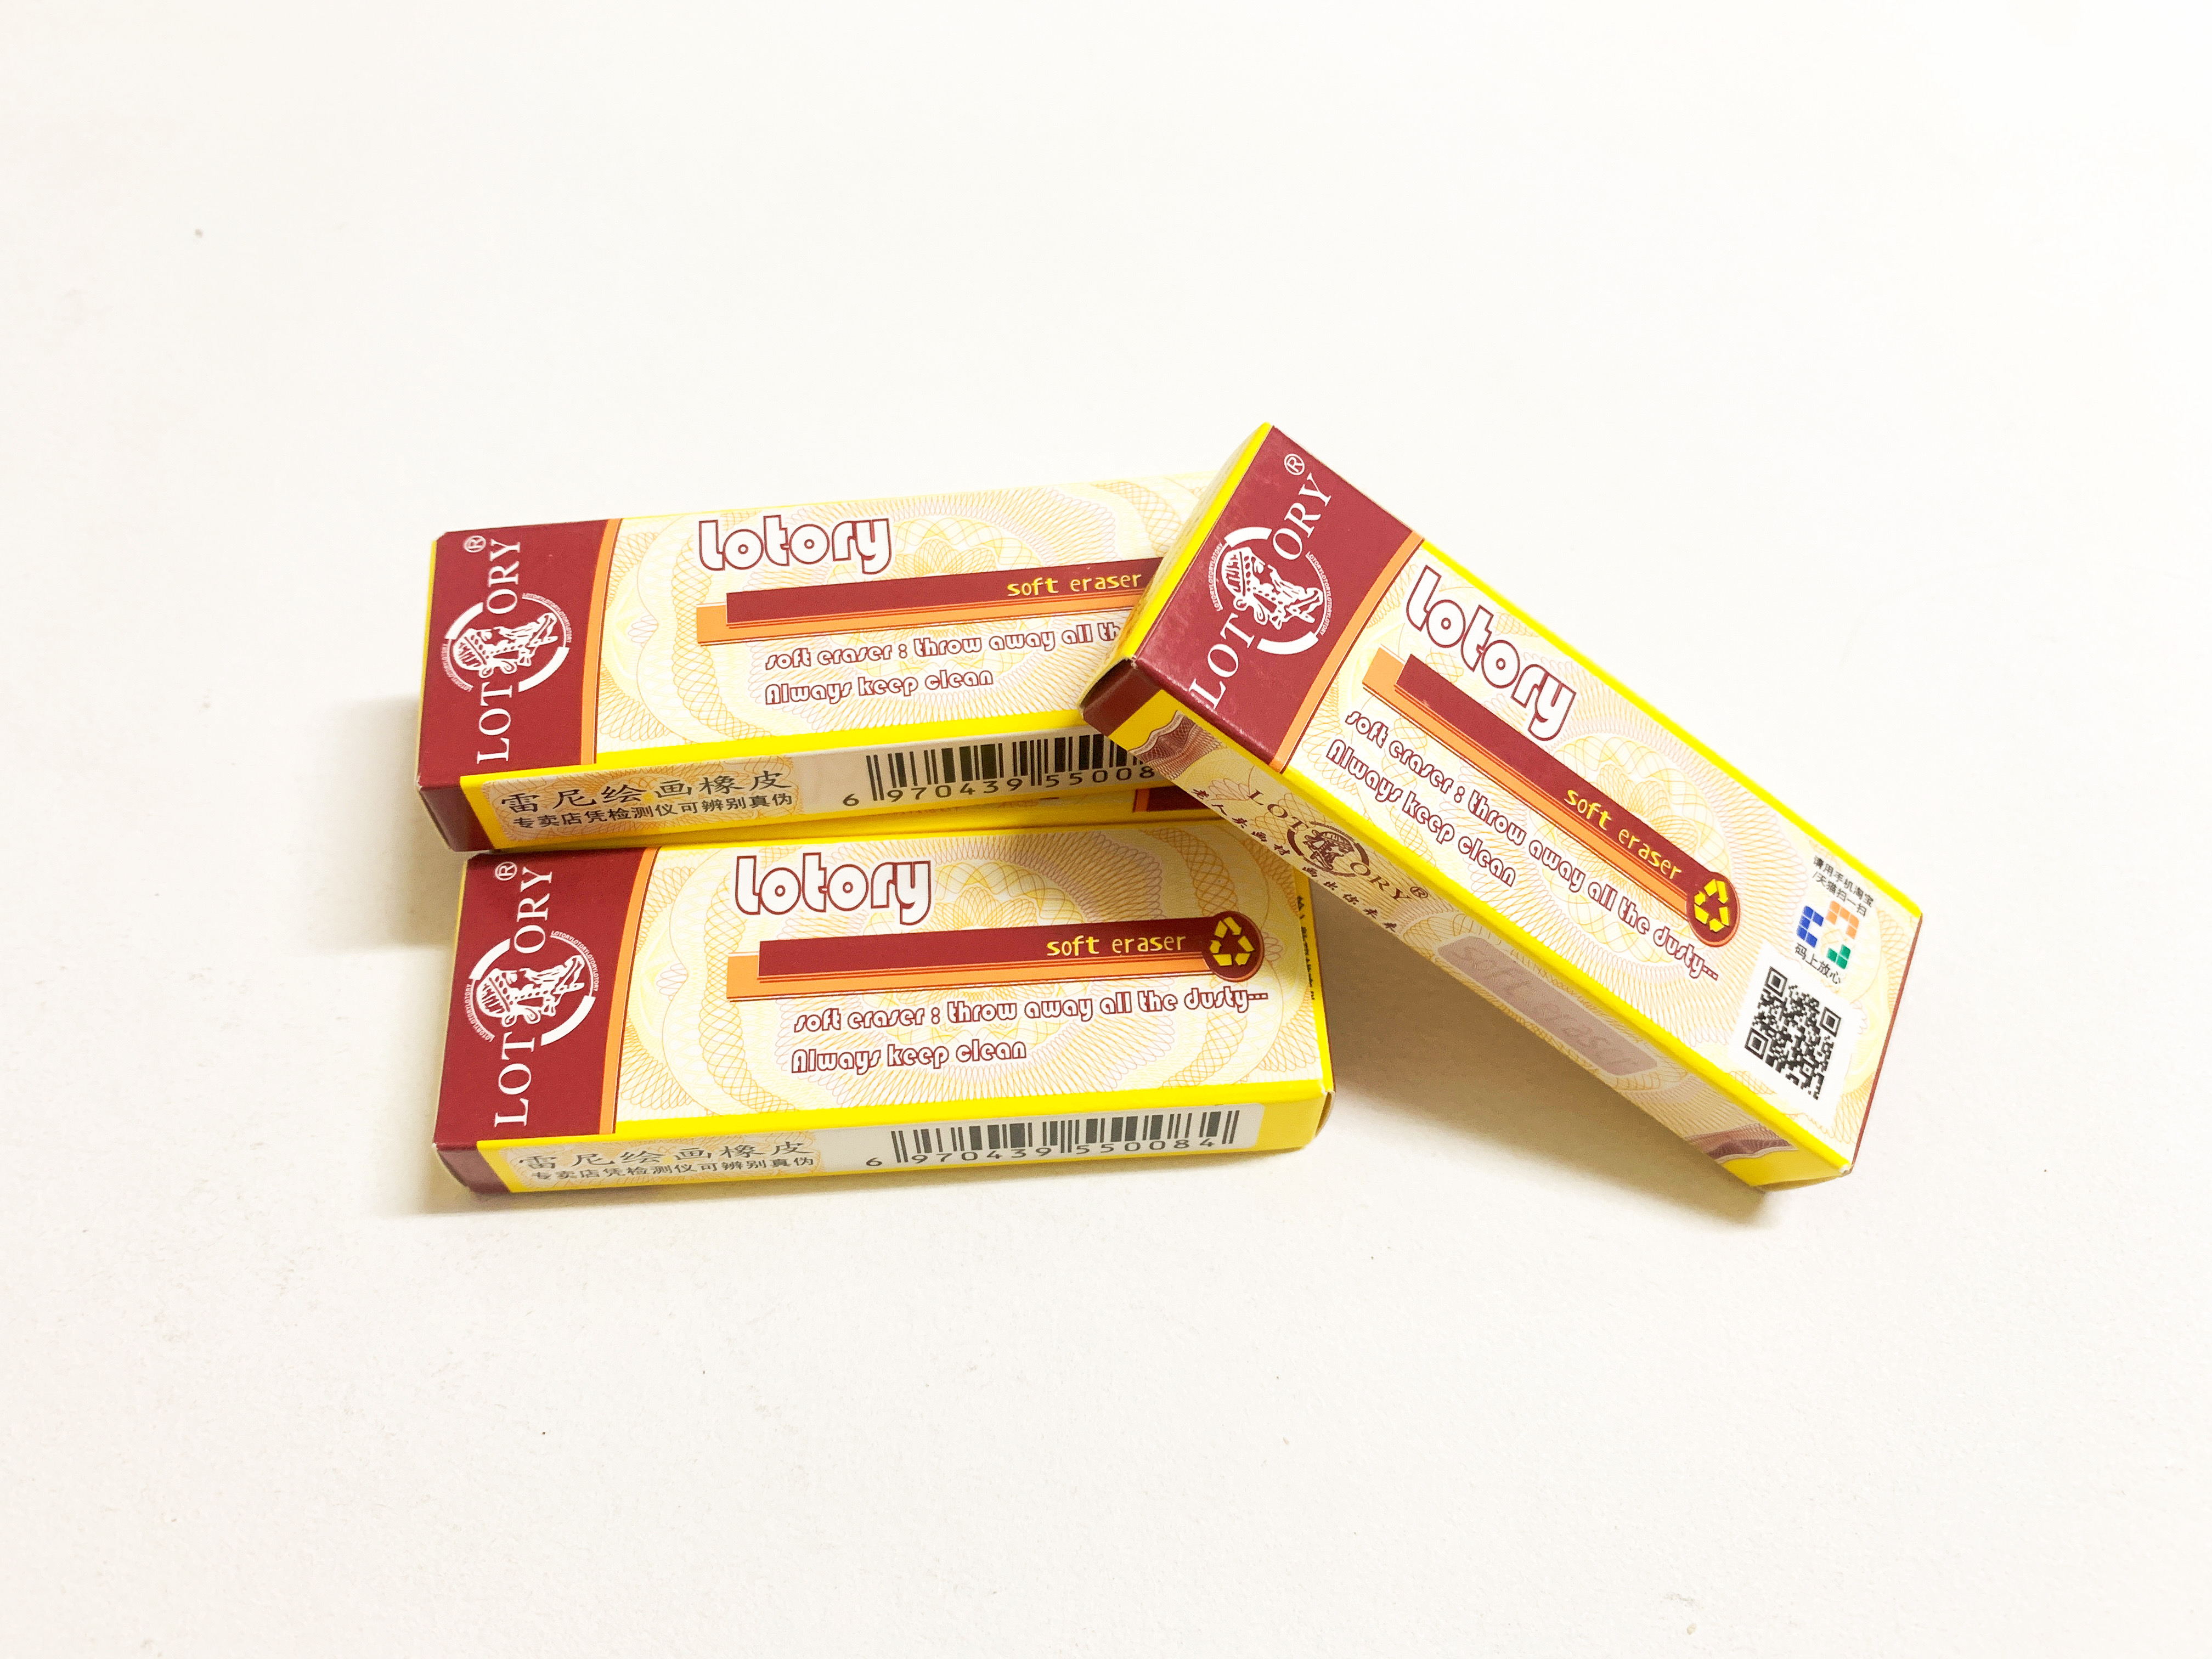 LOTORY®
Lotory
soft eraser
soft eraser : throw away all th
Always keep clean
雷尼绘画橡皮
专卖店凭检测仪可辨别真伪
6 970439 55008
LOTORY®
Lotory
soft eraser
soft eraser : throw away all the dusty...
Always keep clean
雷尼绘画橡皮
专卖店凭检测仪可辨别真伪
6 970439 550084
LOTORY®
Lotory
soft eraser
soft eraser : throw away all the dusty...
Always keep clean
请用手机淘宝
/天猫扫一扫
码上放心
LOTORY®
soft eraser